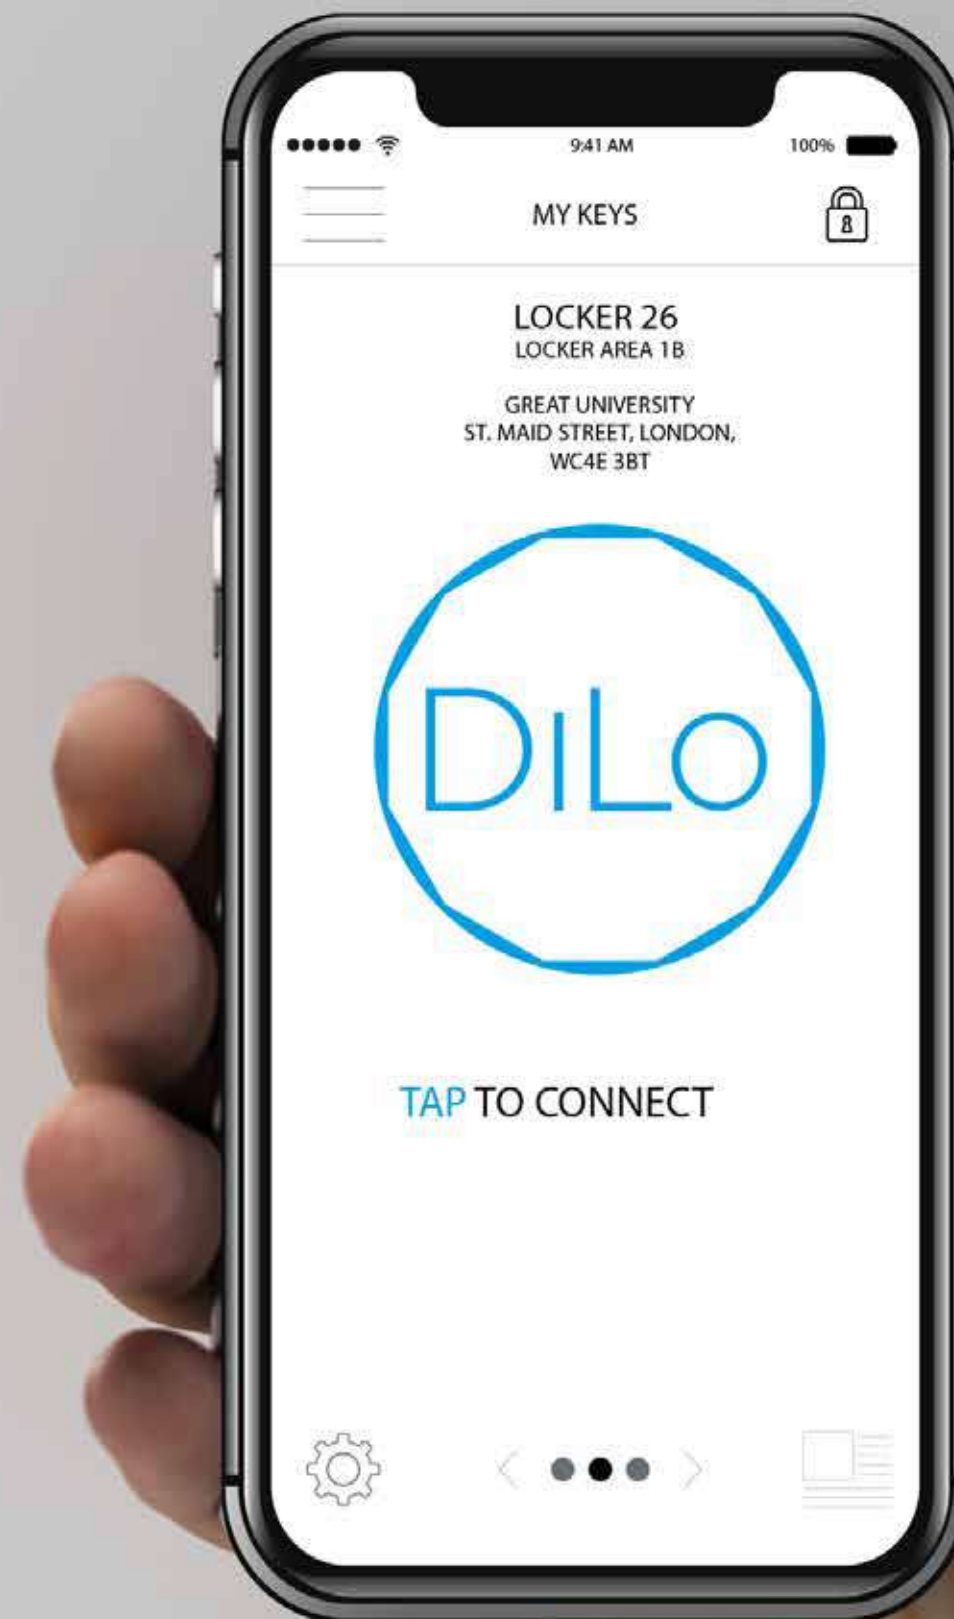 9:41 AM
100%
MY KEYS
LOCKER 26
LOCKER AREA 1B
GREAT UNIVERSITY
ST. MAID STREET, LONDON,
WC4E 3BT
DiLo
TAP TO CONNECT